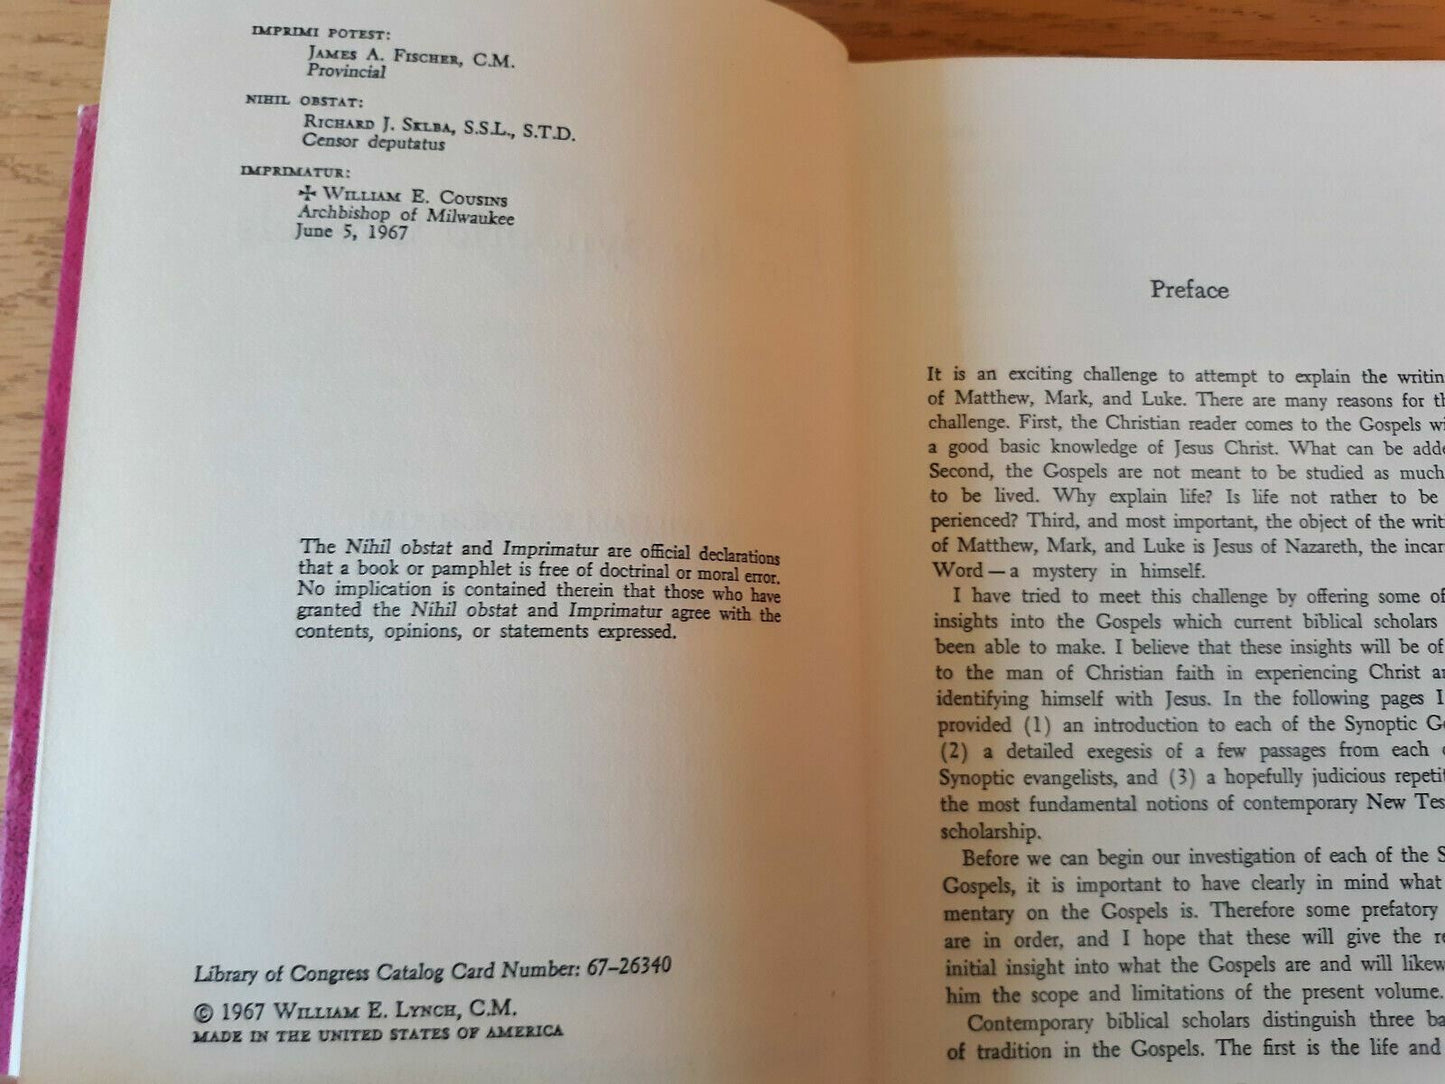 IMPRIMI POTEST:
JAMES A. FISCHER, C.M.
Provincial
NIHIL OBSTAT:
RICHARD J. SKLBA, S.S.L., S.T.D.
Censor deputatus
IMPRIMATUR:
✠ WILLIAM E. COUSINS
Archbishop of Milwaukee
June 5, 1967
The Nihil obstat and Imprimatur are official declarations
that a book or pamphlet is free of doctrinal or moral error.
No implication is contained therein that those who have
granted the Nihil obstat and Imprimatur agree with the
contents, opinions, or statements expressed.
Library of Congress Catalog Card Number: 67-26340
© 1967 WILLIAM E. LYNCH, C.M.
MADE IN THE UNITED STATES OF AMERICA
Preface
It is an exciting challenge to attempt to explain the writin
of Matthew, Mark, and Luke. There are many reasons for th
challenge. First, the Christian reader comes to the Gospels wi
a good basic knowledge of Jesus Christ. What can be adde
Second, the Gospels are not meant to be studied as much
to be lived. Why explain life? Is life not rather to be
perienced? Third, and most important, the object of the writ
of Matthew, Mark, and Luke is Jesus of Nazareth, the incar
Word — a mystery in himself.
I have tried to meet this challenge by offering some of
insights into the Gospels which current biblical scholars
been able to make. I believe that these insights will be of
to the man of Christian faith in experiencing Christ a
identifying himself with Jesus. In the following pages I
provided (1) an introduction to each of the Synoptic G
(2) a detailed exegesis of a few passages from each
Synoptic evangelists, and (3) a hopefully judicious repetit
the most fundamental notions of contemporary New Tes
scholarship.
Before we can begin our investigation of each of the S
Gospels, it is important to have clearly in mind what
mentary on the Gospels is. Therefore some prefatory
are in order, and I hope that these will give the re
initial insight into what the Gospels are and will likew
him the scope and limitations of the present volume.
Contemporary biblical scholars distinguish three ba
of tradition in the Gospels. The first is the life and